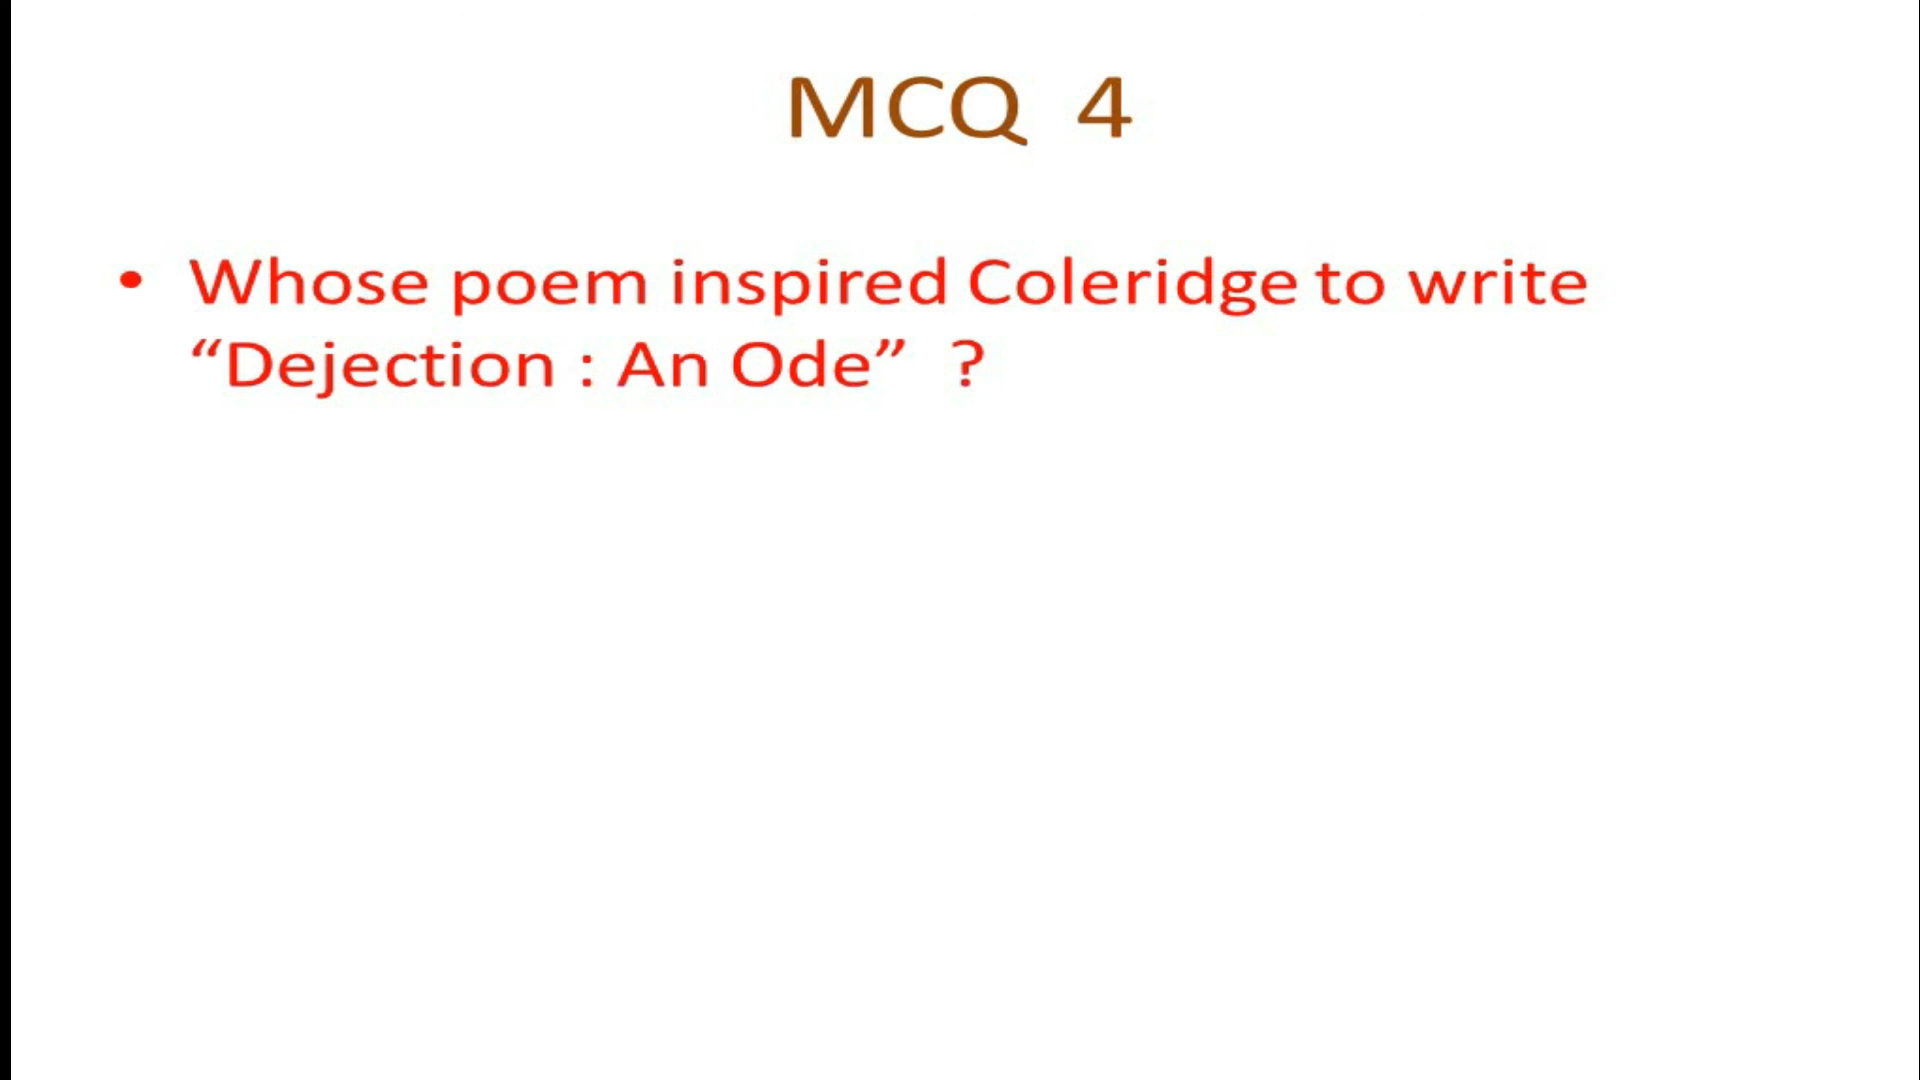 MCQ 4
• Whose poem inspired Coleridge to write
“Dejection : An Ode” ?